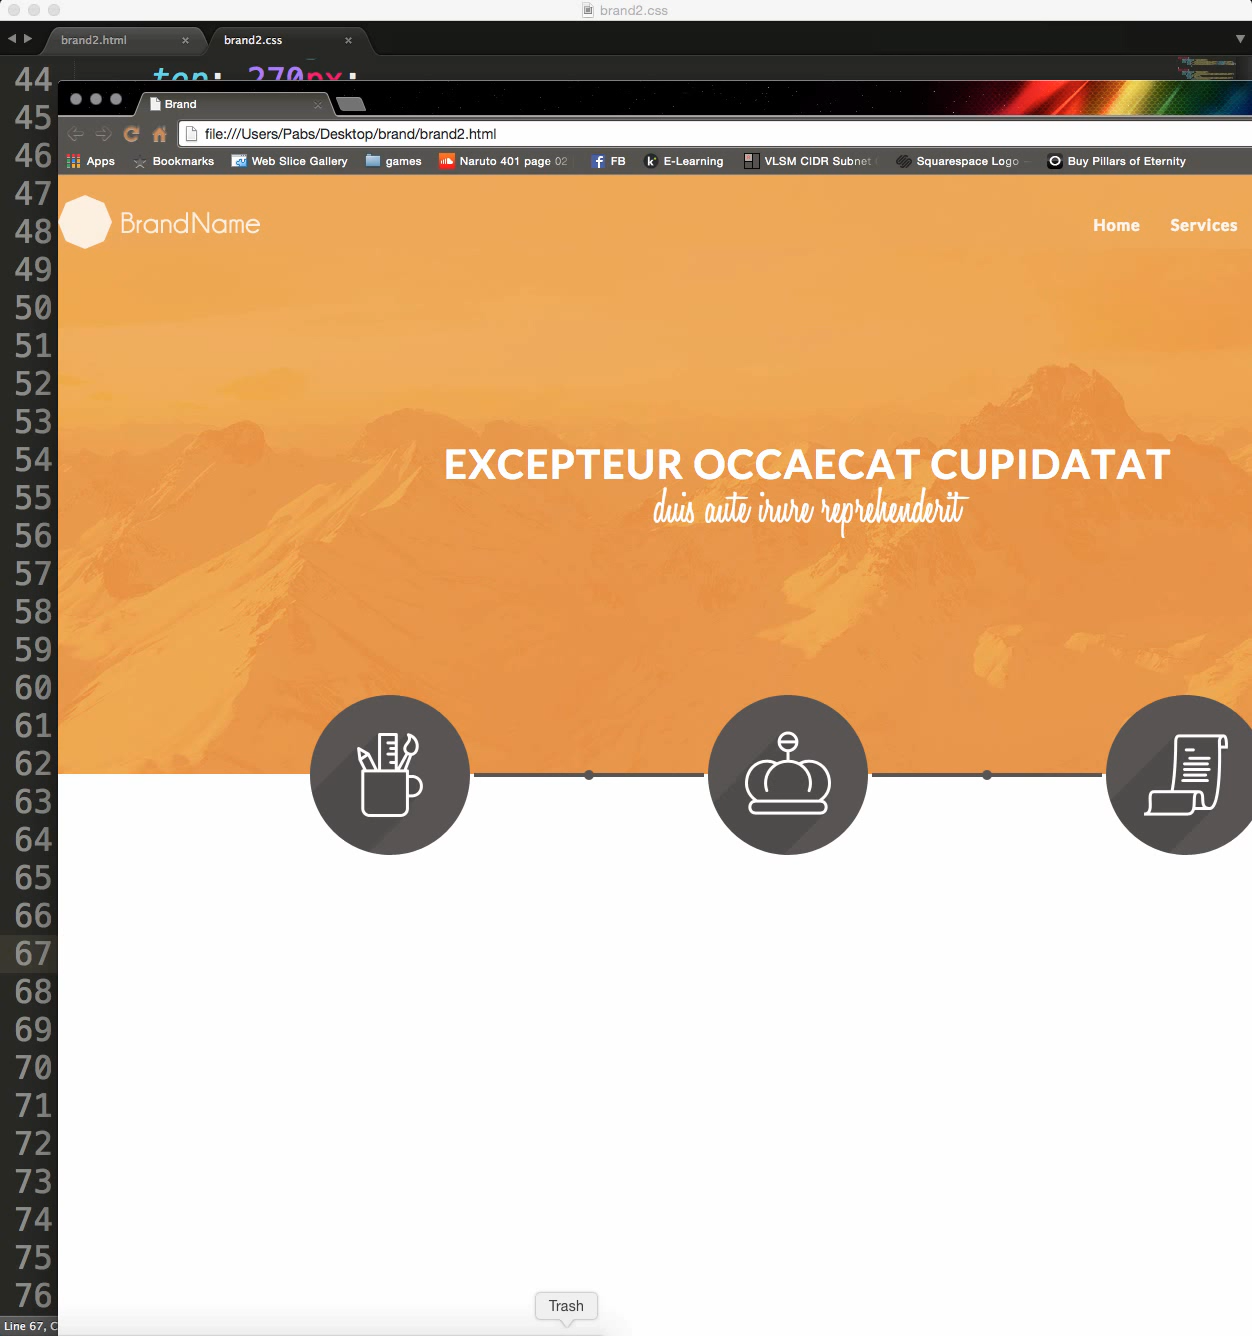 brand2.css
brand2.html
brand2.css
44
top: 270px;
45
Brand
46
file:///Users/Pabs/Desktop/brand/brand2.html
Apps Bookmarks Web Slice Gallery games Naruto 401 page 02 FB E-Learning VLSM CIDR Subnet Squarespace Logo Buy Pillars of Eternity
47
48
BrandName
Home Services
49
50
51
52
53
54
EXCEPTEUR OCCAECAT CUPIDATAT
55
duis aute irure reprehenderit
56
57
58
59
60
61
62
63
64
65
66
67
68
69
70
71
72
73
74
75
76
Trash
Line 67, C